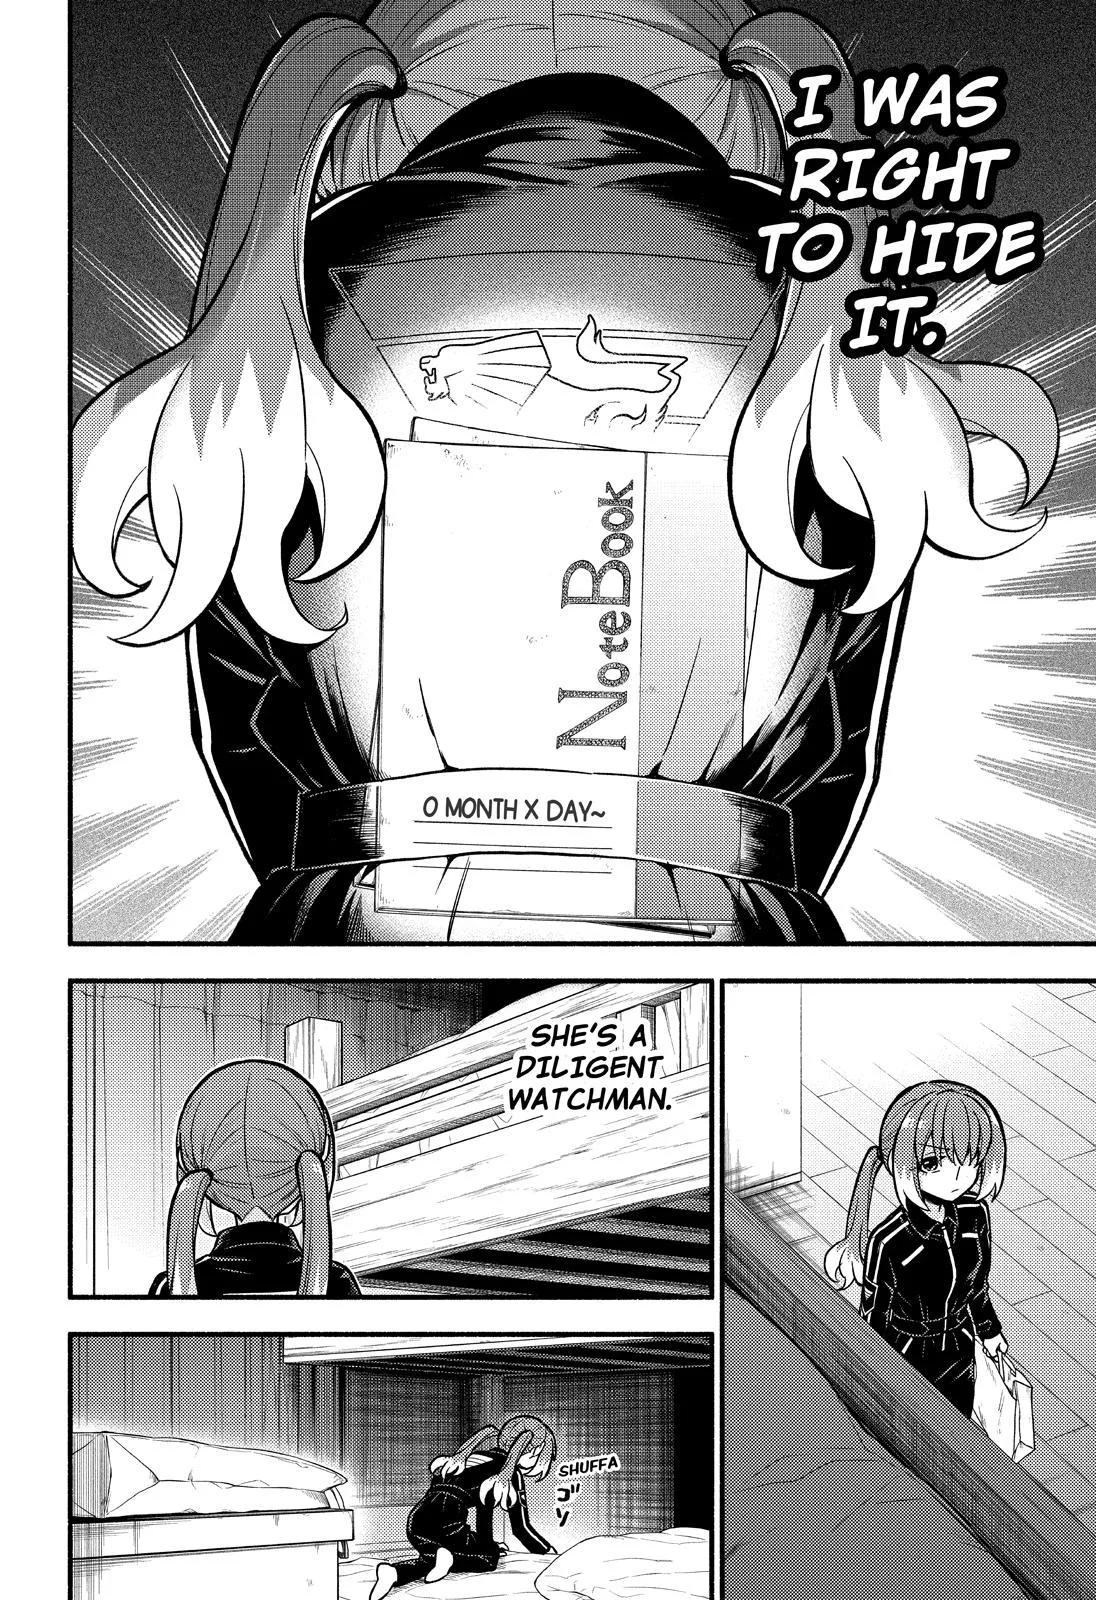 I WAS
RIGHT
TO HIDE
IT.
NoteBook
O MONTH X DAY~
SHE'S A
DILIGENT
WATCHMAN.
SHUFFA
ゴソ